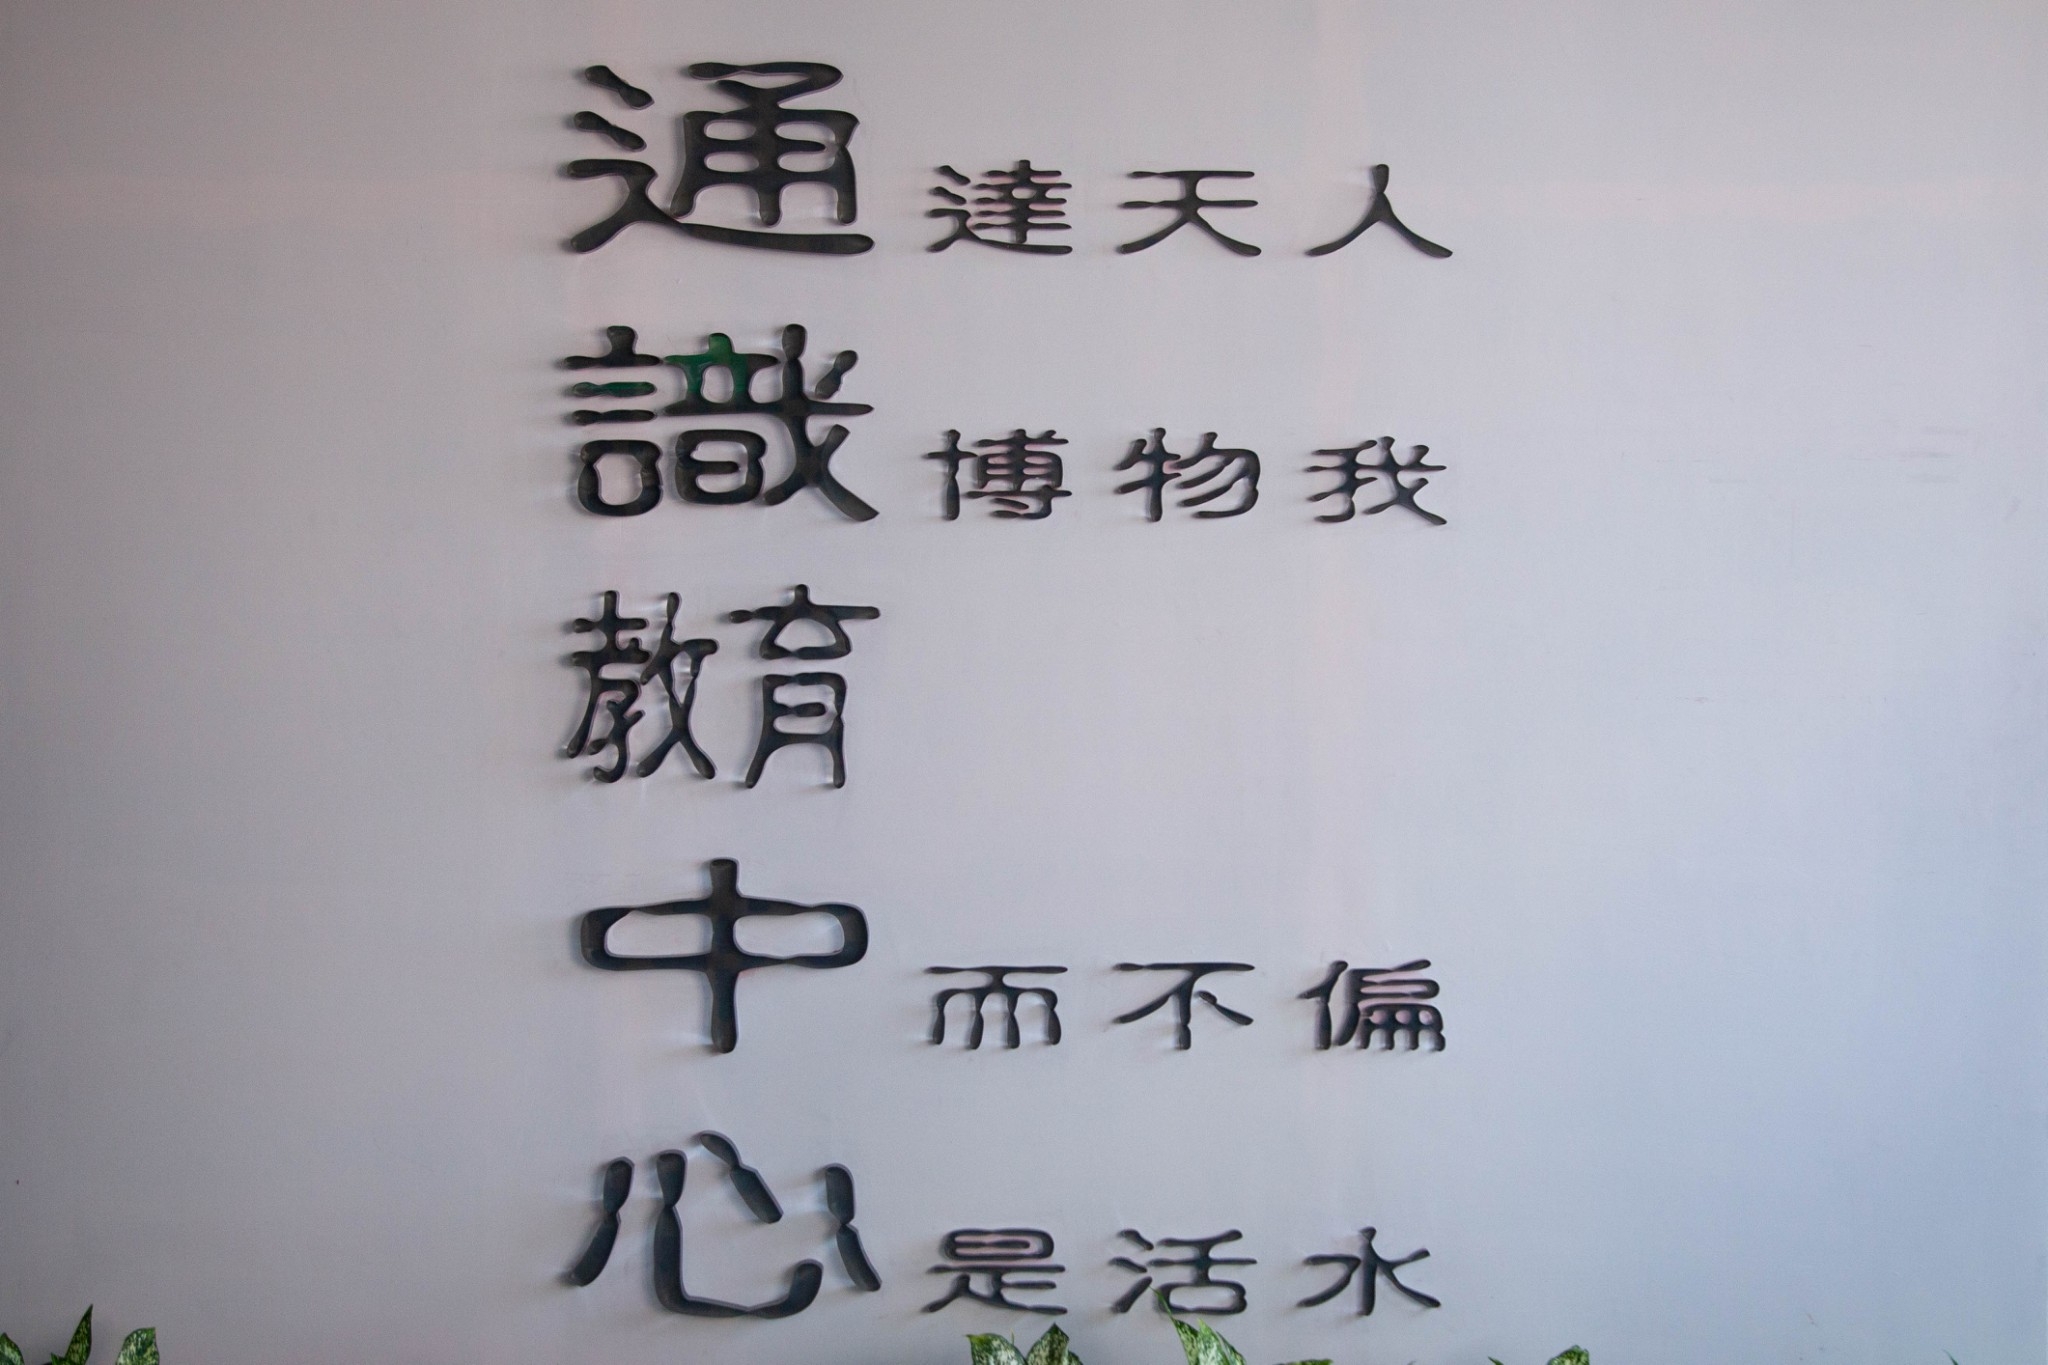 通達天人
識博物我
教育
中而不偏
心是活水